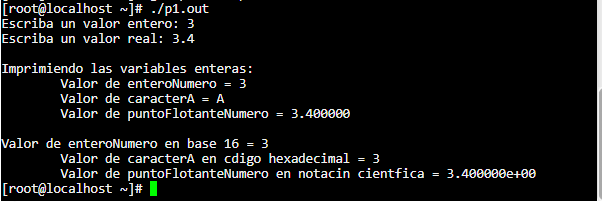 [root@localhost ~]# ./p1.out
Escriba un valor entero: 3
Escriba un valor real: 3.4
Imprimiendo las variables enteras:
Valor de enteroNumero = 3
Valor de caracterA = A
Valor de puntoFlotanteNumero = 3.400000
Valor de enteroNumero en base 16 = 3
Valor de caracterA en cdigo hexadecimal = 3
Valor de puntoFlotanteNumero en notacin cientfica = 3.400000e+00
[root@localhost ~]#